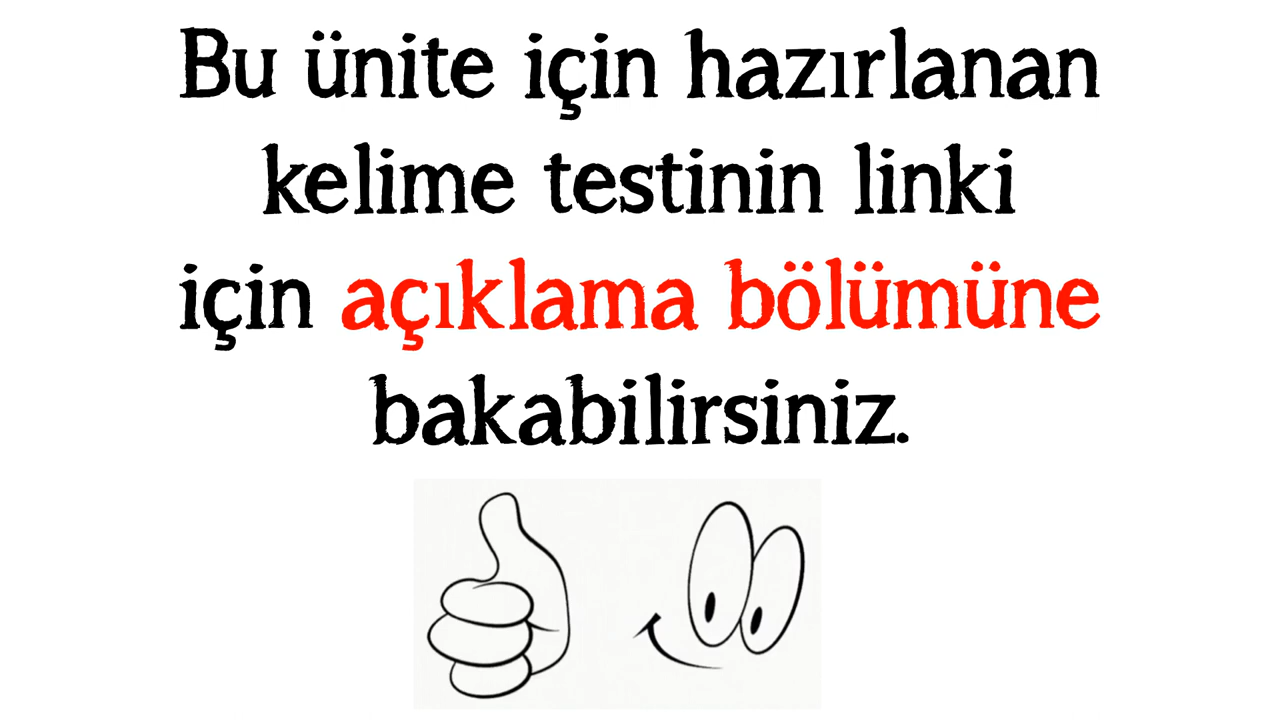 Bu ünite için hazırlanan
kelime testinin linki
için açıklama bölümüne
bakabilirsiniz.